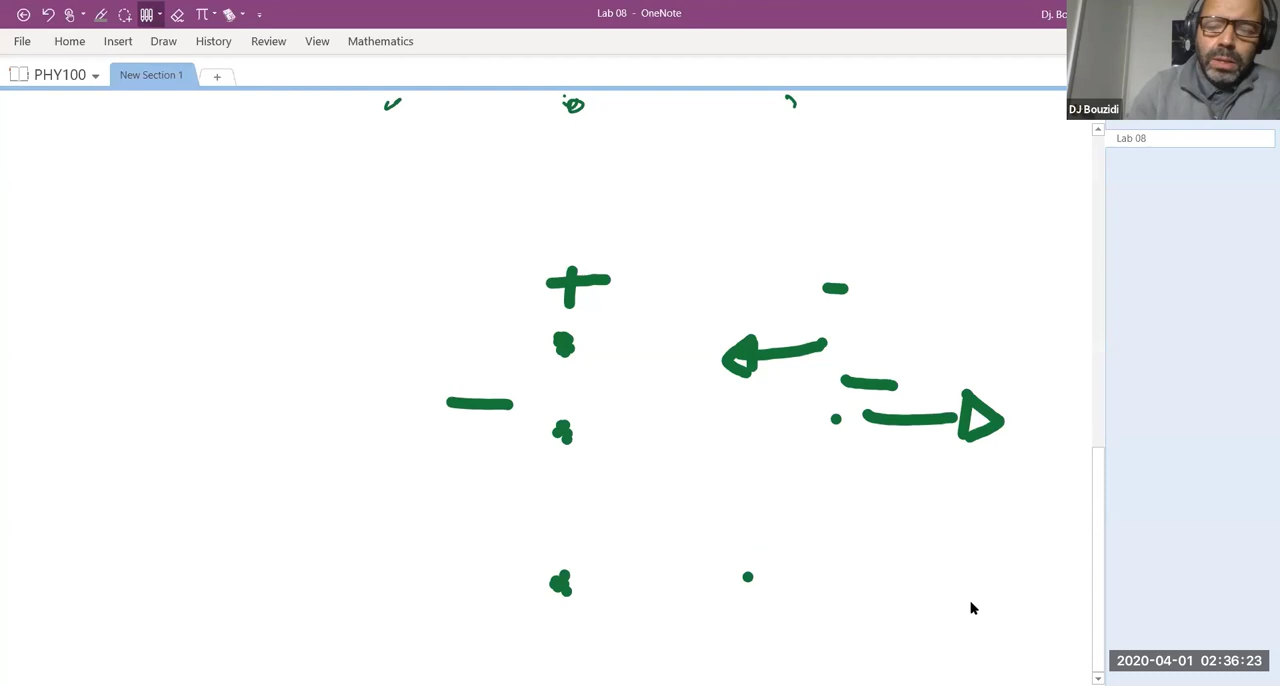 Lab 08 - OneNote
Dj. Bo
File Home Insert Draw History Review View Mathematics
PHY100 New Section 1 +
DJ Bouzidi
Lab 08
+ -
-
-
2020-04-01 02:36:23